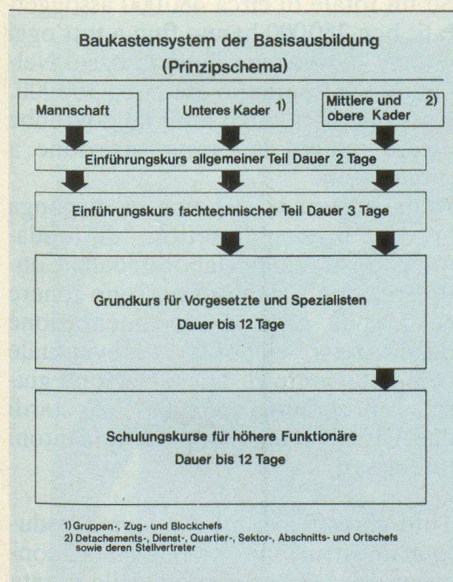 Baukastensystem der Basisausbildung
(Prinzipschema)
Mannschaft
Unteres Kader 1)
Mittlere und 2)
obere Kader
Einführungskurs allgemeiner Teil Dauer 2 Tage
Einführungskurs fachtechnischer Teil Dauer 3 Tage
Grundkurs für Vorgesetzte und Spezialisten
Dauer bis 12 Tage
Schulungskurse für höhere Funktionäre
Dauer bis 12 Tage
1) Gruppen-, Zug- und Blockchefs
2) Detachements-, Dienst-, Quartier-, Sektor-, Abschnitts- und Ortschefs
sowie deren Stellvertreter